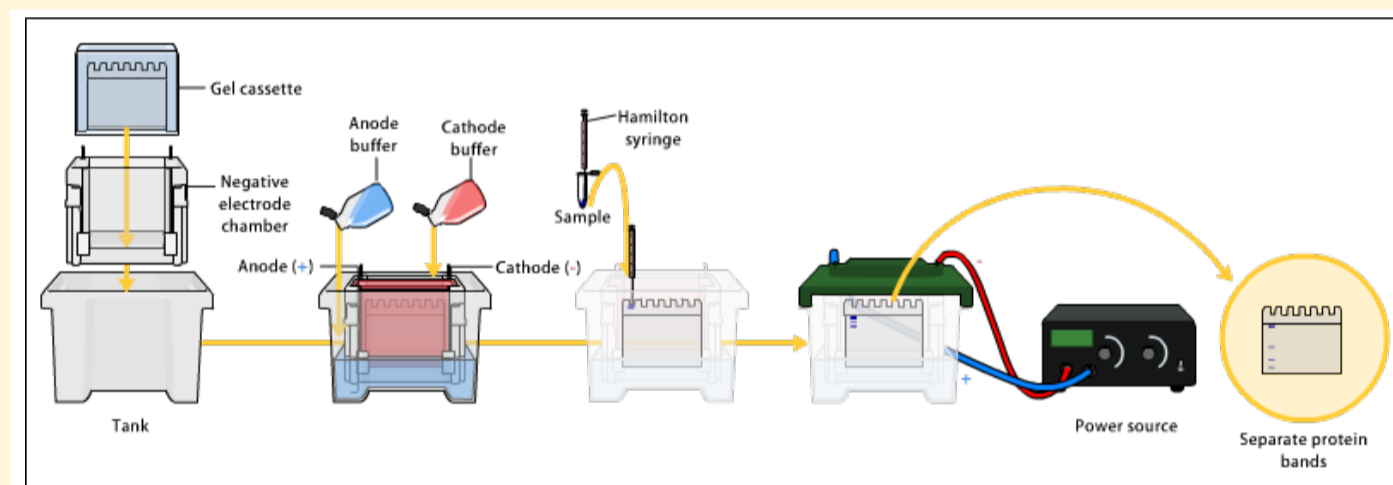 Gel cassette
Negative
electrode
chamber
Tank
Anode
buffer
Cathode
buffer
Anode (+)
Cathode (-)
Hamilton
syringe
Sample
-
+
Power source
Separate protein
bands